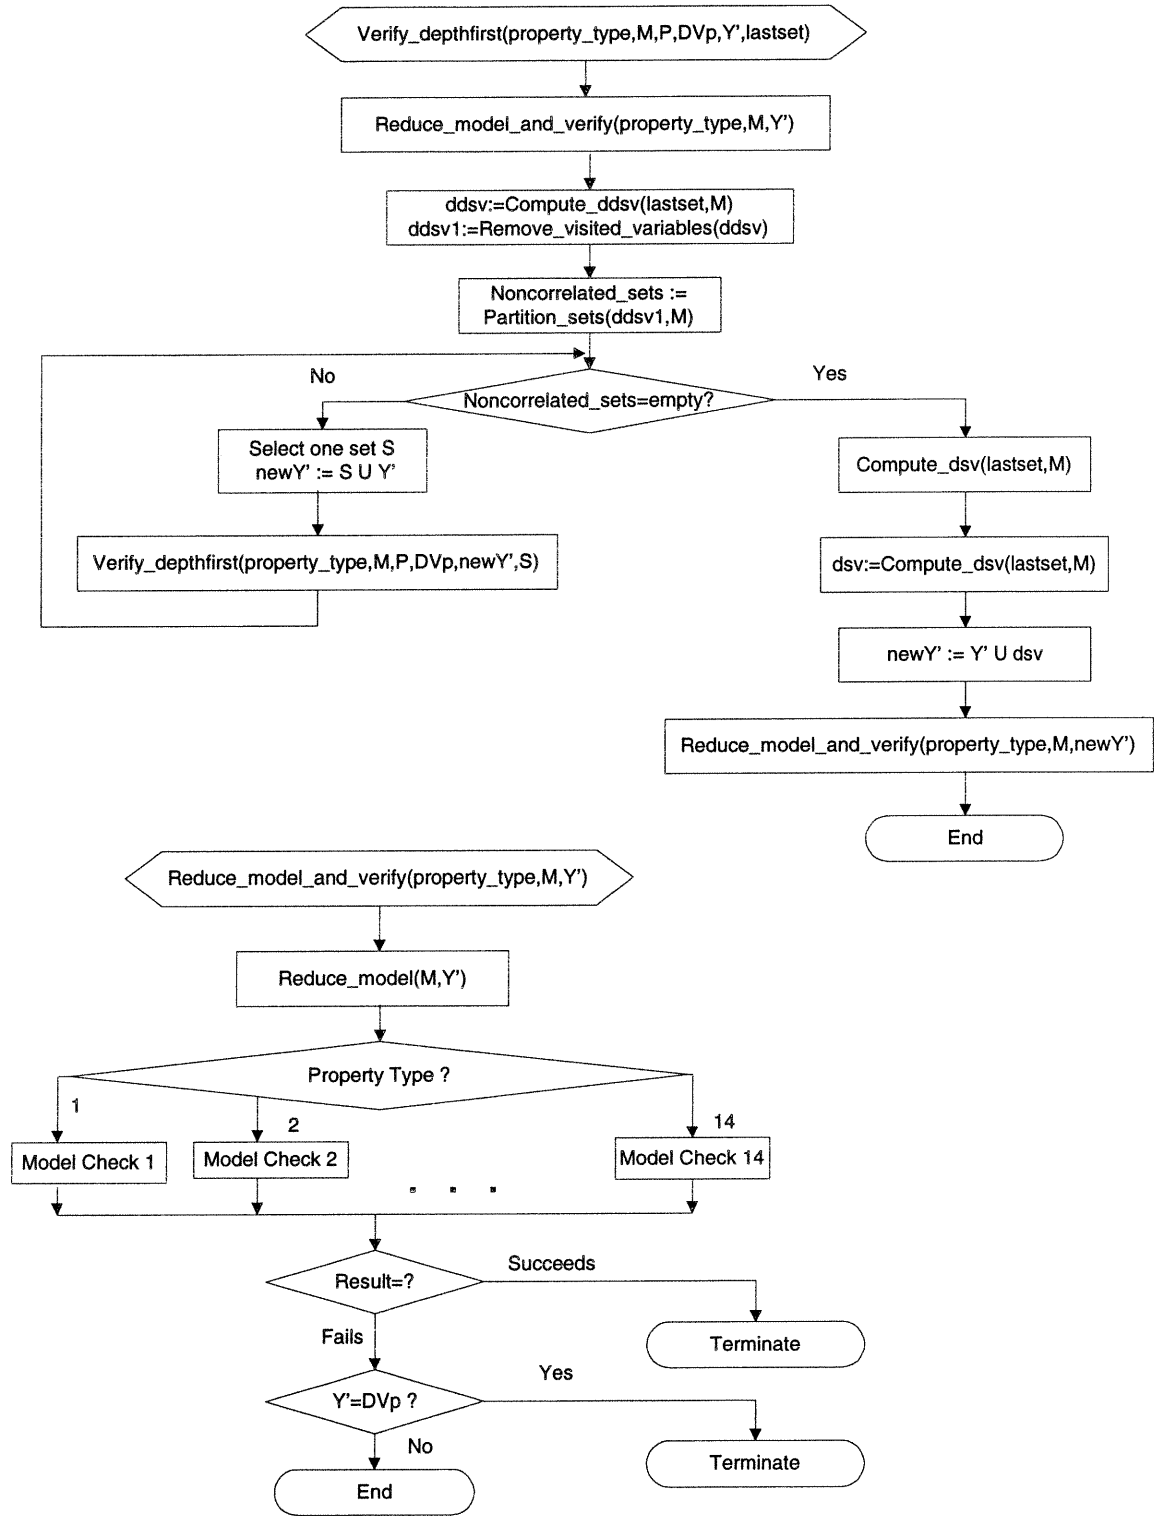 Verify_depthfirst(property_type,M,P,DVp,Y',lastset)
Reduce_model_and_verify(property_type,M,Y')
ddsv:=Compute_ddsv(lastset,M)
ddsv1:=Remove_visited_variables(ddsv)
Noncorrelated_sets :=
Partition_sets(ddsv1,M)
Noncorrelated_sets=empty?
No
Yes
Select one set S
newY' := S U Y'
Verify_depthfirst(property_type,M,P,DVp,newY',S)
Compute_dsv(lastset,M)
dsv:=Compute_dsv(lastset,M)
newY' := Y' U dsv
Reduce_model_and_verify(property_type,M,newY')
End
Reduce_model_and_verify(property_type,M,Y')
Reduce_model(M,Y')
Property Type ?
1
2
14
Model Check 1
Model Check 2
. . .
Model Check 14
Result=?
Succeeds
Terminate
Fails
Y'=DVp ?
Yes
Terminate
No
End